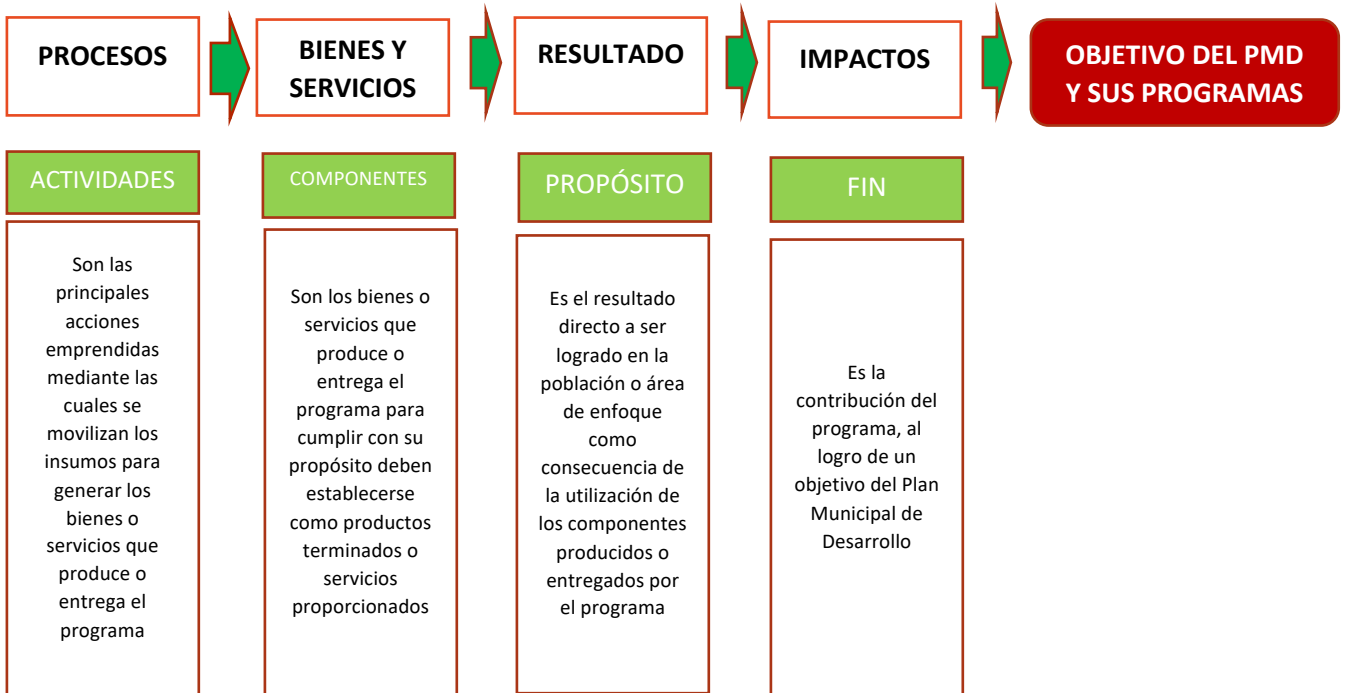 PROCESOS
BIENES Y
SERVICIOS
RESULTADO
IMPACTOS
OBJETIVO DEL PMD
Y SUS PROGRAMAS
ACTIVIDADES
Son las
principales
acciones
emprendidas
mediante las
cuales se
movilizan los
insumos para
generar los
bienes o
servicios que
produce o
entrega el
programa
COMPONENTES
Son los bienes o
servicios que
produce o
entrega el
programa para
cumplir con su
propósito deben
establecerse
como productos
terminados o
servicios
proporcionados
PROPÓSITO
Es el resultado
directo a ser
logrado en la
población o área
de enfoque
como
consecuencia de
la utilización de
los componentes
producidos o
entregados por
el programa
FIN
Es la
contribución del
programa, al
logro de un
objetivo del Plan
Municipal de
Desarrollo